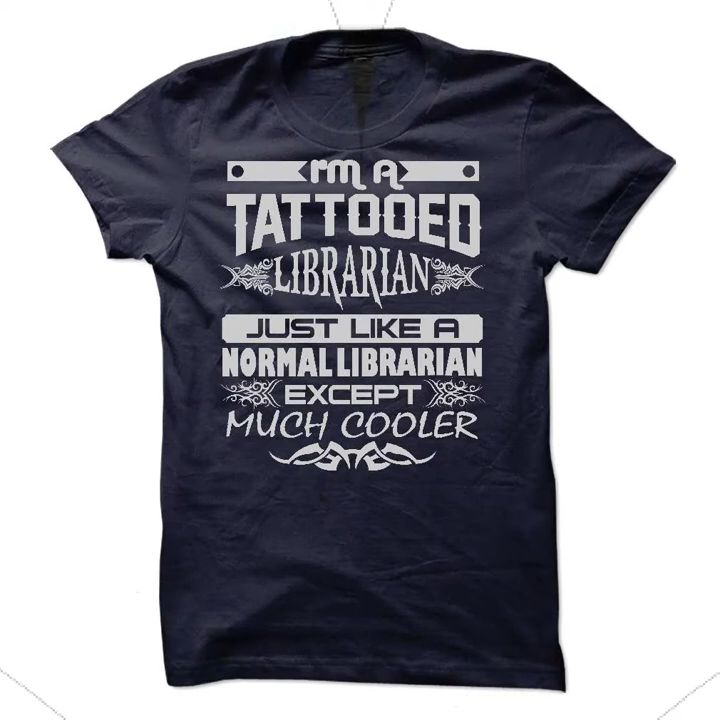 I'M A
TATTOOED
LIBRARIAN
JUST LIKE A
NORMAL LIBRARIAN
EXCEPT
MUCH COOLER